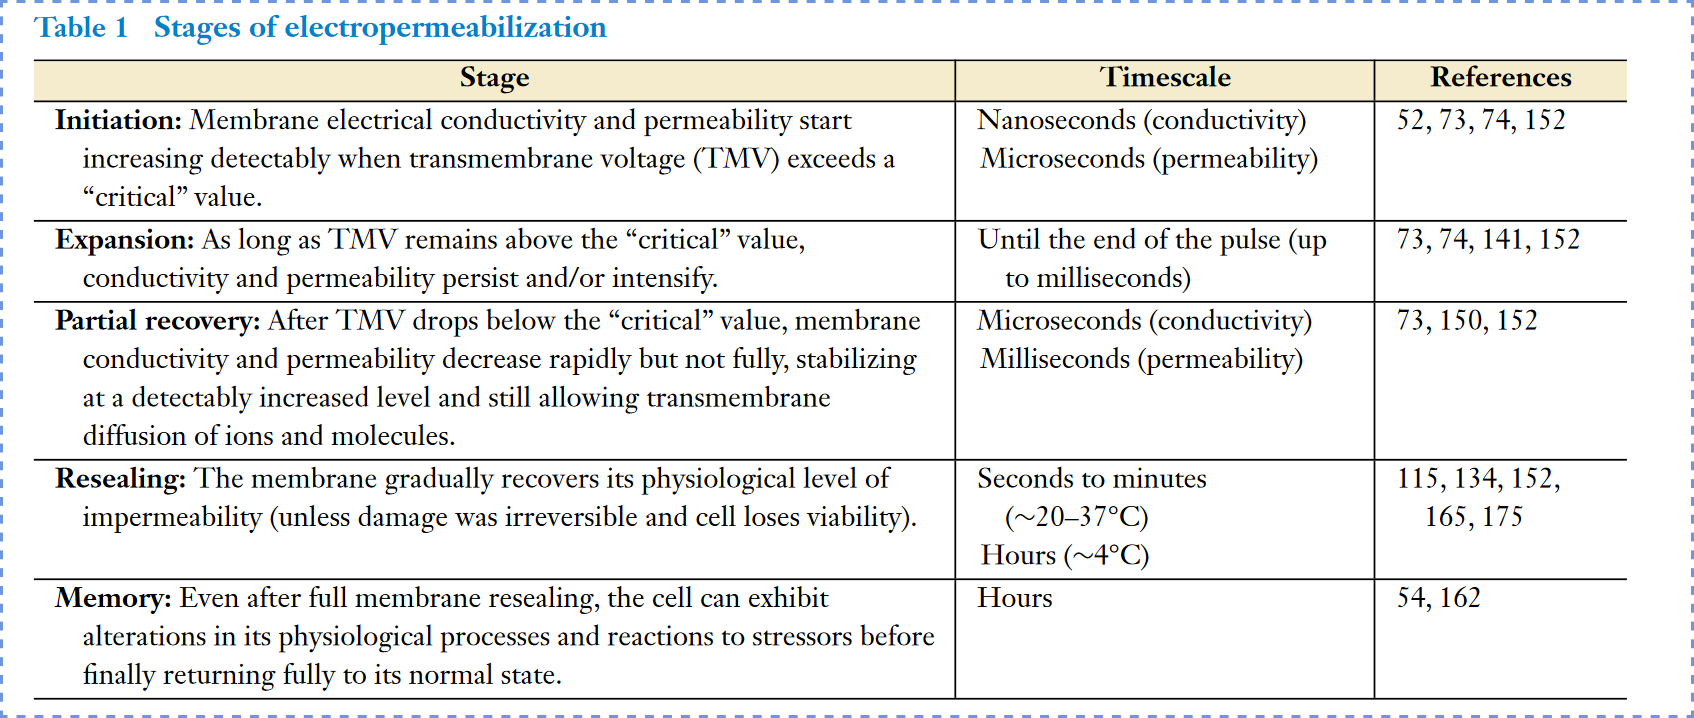 Table 1 Stages of electropermeabilization
Stage Timescale References
Initiation: Membrane electrical conductivity and permeability start
increasing detectably when transmembrane voltage (TMV) exceeds a
“critical” value.
Nanoseconds (conductivity)
Microseconds (permeability)
52, 73, 74, 152
Expansion: As long as TMV remains above the “critical” value,
conductivity and permeability persist and/or intensify.
Until the end of the pulse (up
to milliseconds)
73, 74, 141, 152
Partial recovery: After TMV drops below the “critical” value, membrane
conductivity and permeability decrease rapidly but not fully, stabilizing
at a detectably increased level and still allowing transmembrane
diffusion of ions and molecules.
Microseconds (conductivity)
Milliseconds (permeability)
73, 150, 152
Resealing: The membrane gradually recovers its physiological level of
impermeability (unless damage was irreversible and cell loses viability).
Seconds to minutes
(∼20–37°C)
Hours (∼4°C)
115, 134, 152,
165, 175
Memory: Even after full membrane resealing, the cell can exhibit
alterations in its physiological processes and reactions to stressors before
finally returning fully to its normal state.
Hours
54, 162